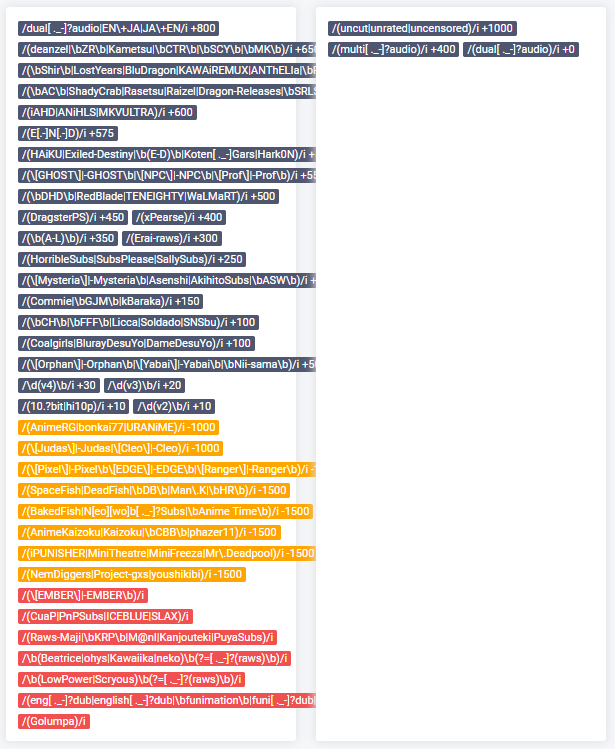 /dual[ ._-]?audio|EN\+JA|JA\+EN/i +800
/(deanzel|\bZR\b|Kametsu|\bCTR\b|\bSCY\b|\bMK\b)/i +650
/(\bShir\b|LostYears|BluDragon|KAWAiREMUX|ANThELIa|\b
/(\bAC\b|ShadyCrab|Rasetsu|Raizel|Dragon-Releases|\bSRLS
/(iAHD|ANiHLS|MKVULTRA)/i +600
/(E[.-]N[.-]D)/i +575
/(HAiKU|Exiled-Destiny|\b(E-D)\b|Koten[ ._-]Gars|Hark0N)/i +
/(\[GHOST\]|-GHOST\b|\[NPC\]|-NPC\b|\[Prof\]|-Prof\b)/i +55
/(\bDHD\b|RedBlade|TENEIGHTY|WaLMaRT)/i +500
/(DragsterPS)/i +450 /(xPearse)/i +400
/(\b(A-L)\b)/i +350 /(Erai-raws)/i +300
/(HorribleSubs|SubsPlease|SallySubs)/i +250
/(\[Mysteria\]|-Mysteria\b|Asenshi|AkihitoSubs|\bASW\b)/i +
/(Commie|\bGJM\b|kBaraka)/i +150
/(\bCH\b|\bFFF\b|Licca|Soldado|SNSbu)/i +100
/(Coalgirls|BlurayDesuYo|DameDesuYo)/i +100
/(\[Orphan\]|-Orphan\b|\[Yabai\]|-Yabai\b|\bNii-sama\b)/i +50
/\d(v4)\b/i +30 /\d(v3)\b/i +20
/(10.?bit|hi10p)/i +10 /\d(v2)\b/i +10
/(AnimeRG|bonkai77|URANiME)/i -1000
/(\[Judas\]|-Judas|\[Cleo\]|-Cleo)/i -1000
/(\[Pixel\]|-Pixel\b|\[EDGE\]|-EDGE\b|\[Ranger\]|-Ranger\b)/i -
/(SpaceFish|DeadFish|\bDB\b|Man\.K|\bHR\b)/i -1500
/(BakedFish|N[eo][wo]b[ ._-]?Subs|\bAnime Time\b)/i -1500
/(AnimeKaizoku|Kaizoku|\bCBB\b|phazer11)/i -1500
/(iPUNISHER|MiniTheatre|MiniFreeza|Mr\.Deadpool)/i -1500
/(NemDiggers|Project-gxs|youshikibi)/i -1500
/(\[EMBER\]|-EMBER\b)/i
/(CuaP|PnPSubs|ICEBLUE|SLAX)/i
/(Raws-Maji|\bKRP\b|M@nI|Kanjouteki|PuyaSubs)/i
/\b(Beatrice|ohys|Kawaiika|neko)\b(?=[ ._-]?(raws)\b)/i
/\b(LowPower|Scryous)\b(?=[ ._-]?(raws)\b)/i
/(eng[ ._-]?dub|english[ ._-]?dub|\bfunimation\b|funi[ ._-]?dub|
/(Golumpa)/i
/(uncut|unrated|uncensored)/i +1000
/(multi[ ._-]?audio)/i +400 /(dual[ ._-]?audio)/i +0